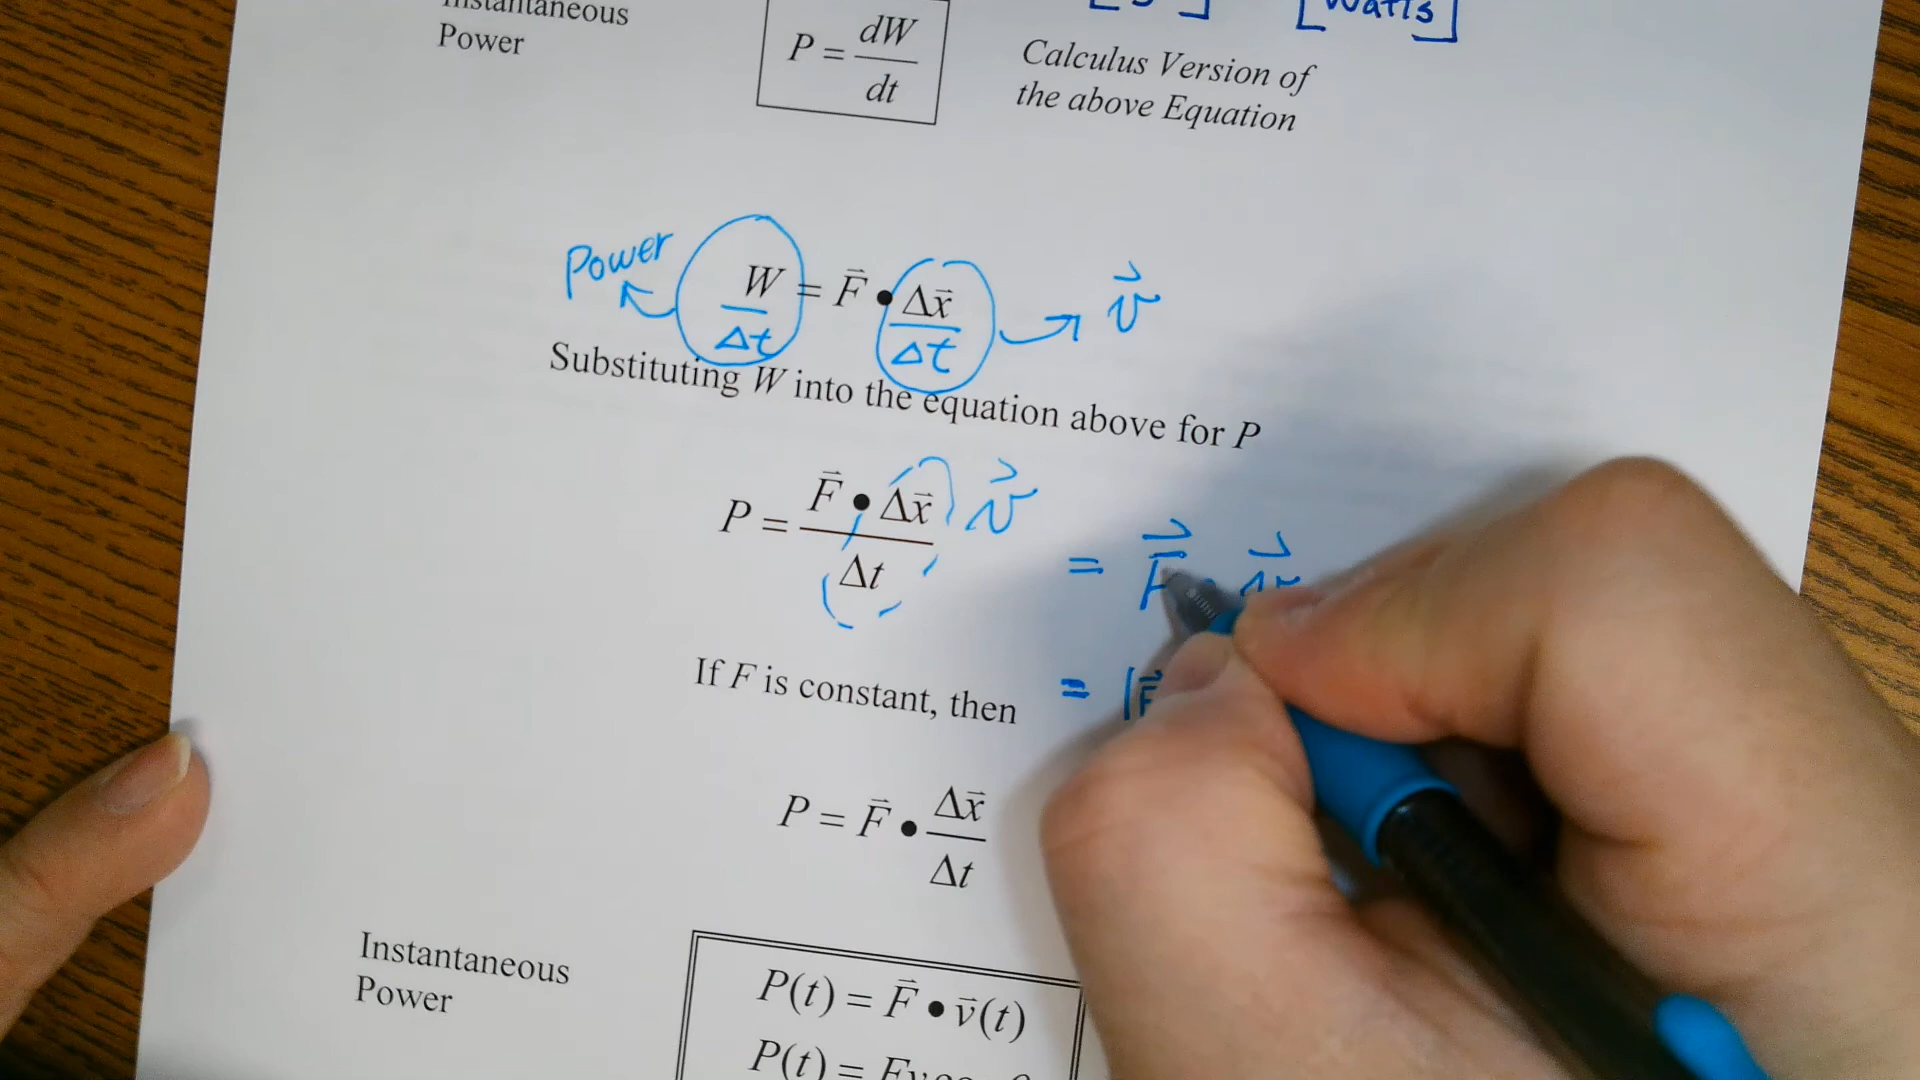 Instantaneous
Power
P = dW/dt
[Watts]
Calculus Version of
the above Equation
Power
W/Δt = F⃗ • Δx⃗/Δt
v⃗
Substituting W into the equation above for P
P = F⃗ • Δx⃗ / Δt
v⃗
= F⃗
If F is constant, then
= |F⃗
P = F⃗ • Δx⃗/Δt
Instantaneous
Power
P(t) = F⃗ • v⃗(t)
P(t) =